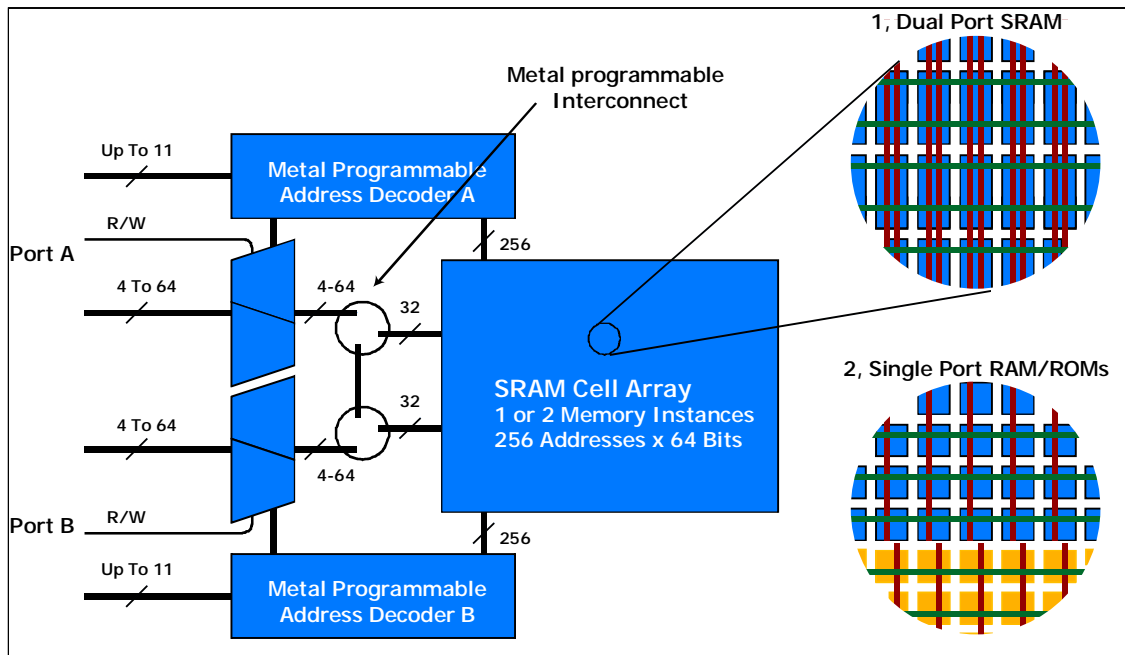 1, Dual Port SRAM
Metal programmable
Interconnect
Up To 11
Metal Programmable
Address Decoder A
R/W
Port A
256
4 To 64
4-64
32
SRAM Cell Array
1 or 2 Memory Instances
256 Addresses x 64 Bits
2, Single Port RAM/ROMs
32
4 To 64
4-64
R/W
Port B
256
Up To 11
Metal Programmable
Address Decoder B